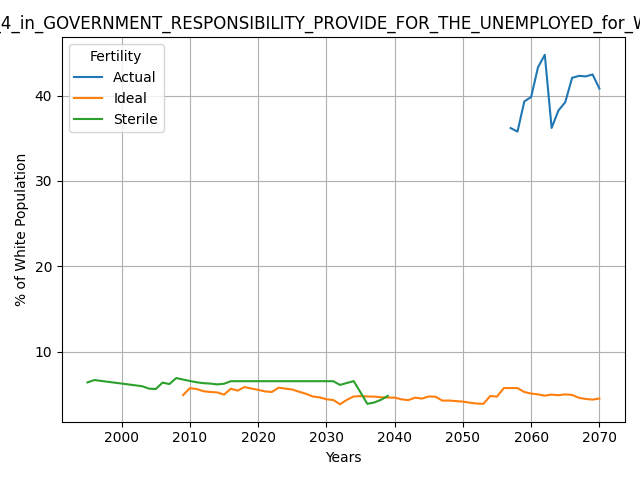 4_in_GOVERNMENT_RESPONSIBILITY_PROVIDE_FOR_THE_UNEMPLOYED_for_W
Fertility
Actual
Ideal
Sterile
% of White Population
40
30
20
10
2000 2010 2020 2030 2040 2050 2060 2070
Years